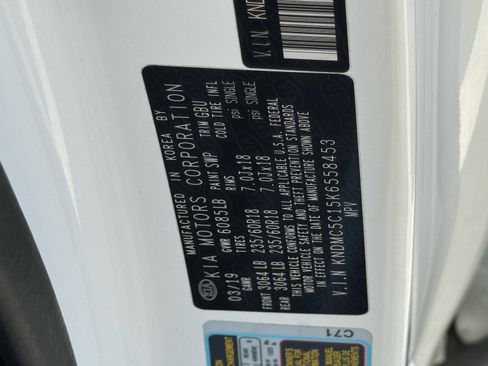 V.I.N KND
MANUFACTURED IN KOREA BY
KIA MOTORS CORPORATION
03/19 GVWR 6085LB PAINT SWP TRIM GBU
TIRES RIMS COLD TIRE INFL
FRONT 3064LB 235/60R18 7.0Jx18 psi SINGLE
REAR 3064LB 235/60R18 7.0Jx18 psi SINGLE
THIS VEHICLE CONFORMS TO ALL APPLICABLE U.S.A. FEDERAL
MOTOR VEHICLE SAFETY AND THEFT PREVENTION STANDARDS
IN EFFECT ON THE DATE OF MANUFACTURE SHOWN ABOVE
V.I.N KNDMC5C15K6558453
MPV
C71